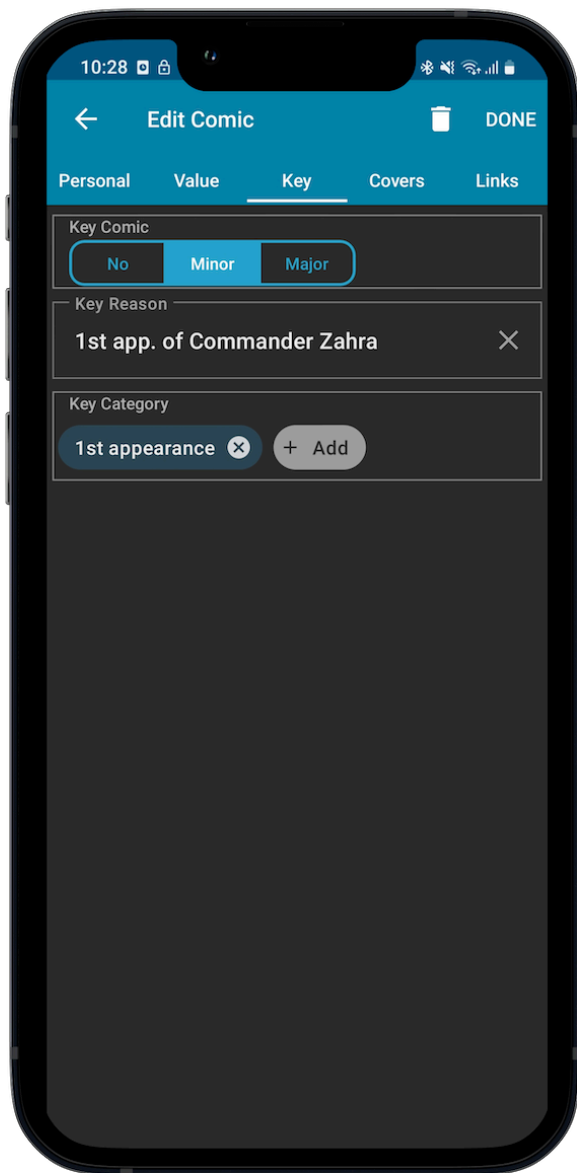 10:28
Edit Comic DONE
Personal Value Key Covers Links
Key Comic
No Minor Major
Key Reason
1st app. of Commander Zahra
Key Category
1st appearance + Add